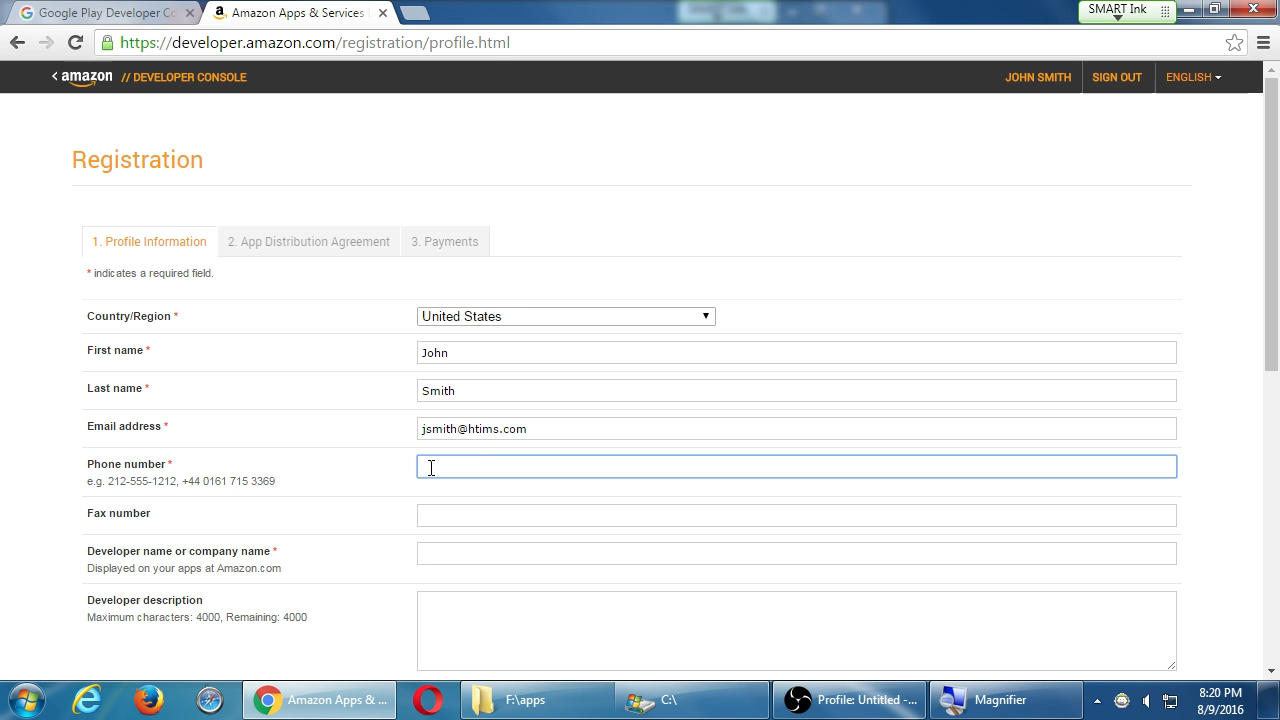 Google Play Developer Co
Amazon Apps & Services
SMART Ink
https://developer.amazon.com/registration/profile.html
< amazon // DEVELOPER CONSOLE
JOHN SMITH SIGN OUT ENGLISH
Registration
1. Profile Information 2. App Distribution Agreement 3. Payments
* indicates a required field.
Country/Region * United States
First name * John
Last name * Smith
Email address * jsmith@htims.com
Phone number *
e.g. 212-555-1212, +44 0161 715 3369
Fax number
Developer name or company name *
Displayed on your apps at Amazon.com
Developer description
Maximum characters: 4000, Remaining: 4000
Amazon Apps & ...
F:\apps
C:\
Profile: Untitled -...
Magnifier
8:20 PM
8/9/2016